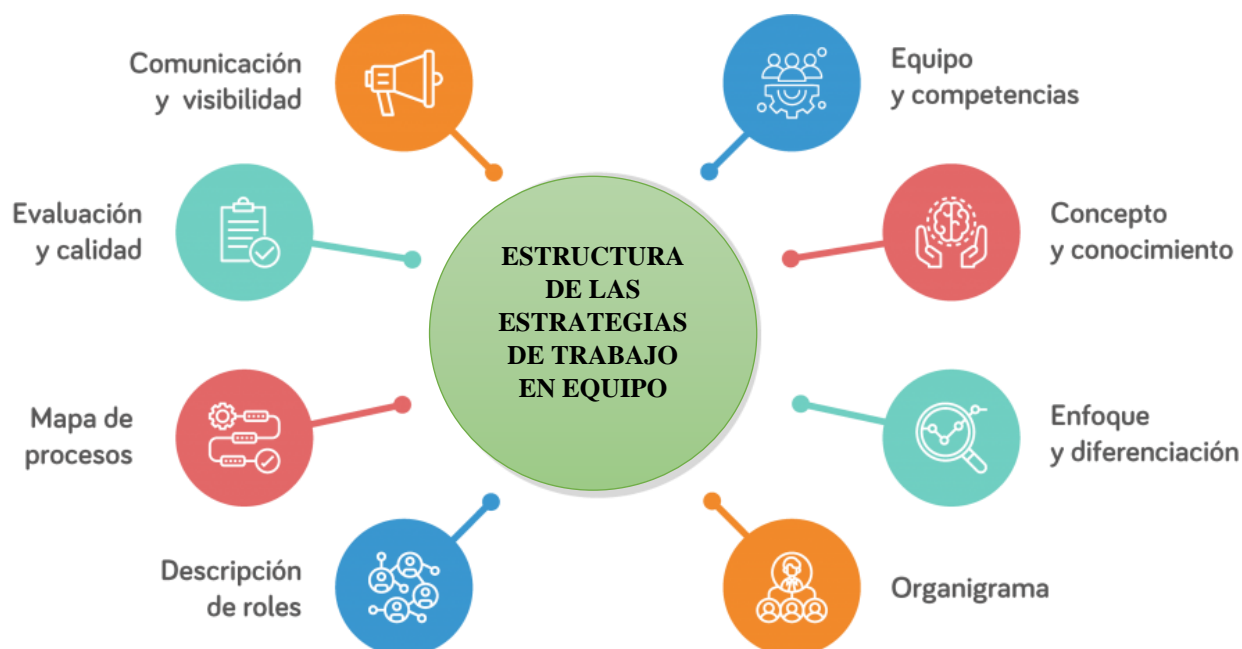 Comunicación
y visibilidad
Equipo
y competencias
Evaluación
y calidad
Concepto
y conocimiento
ESTRUCTURA
DE LAS
ESTRATEGIAS
DE TRABAJO
EN EQUIPO
Mapa de
procesos
Enfoque
y diferenciación
Descripción
de roles
Organigrama